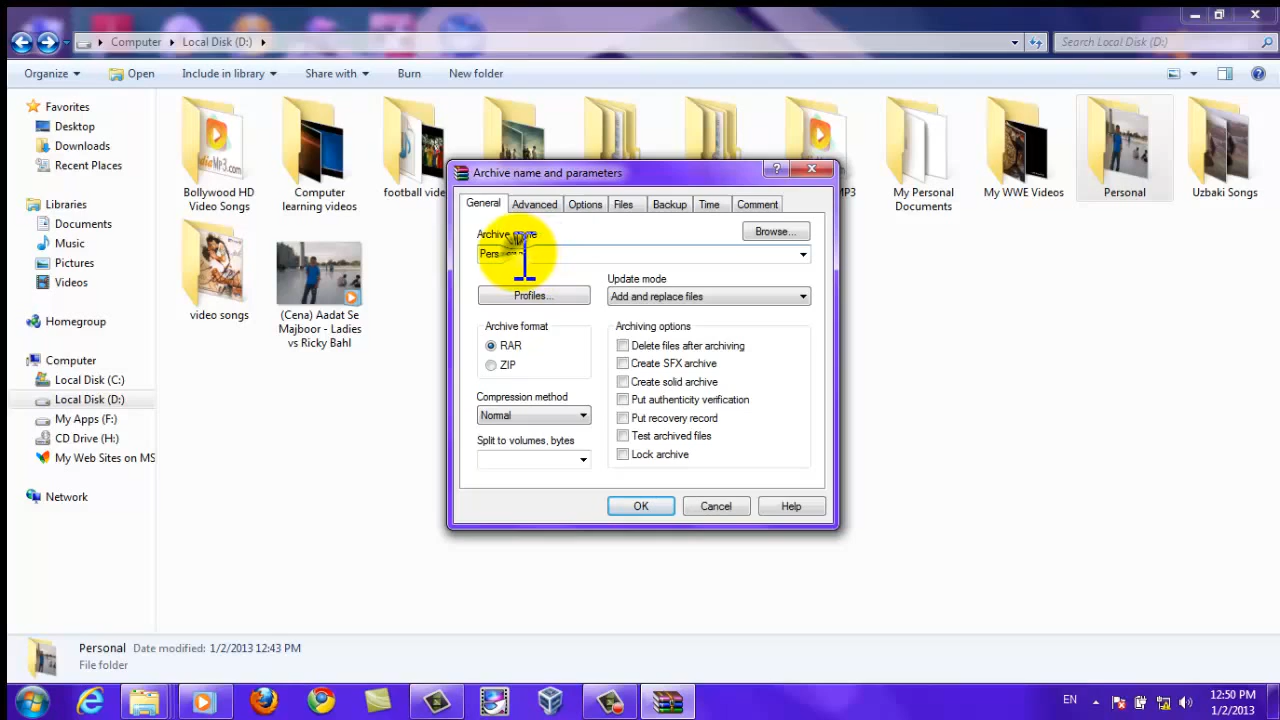 Computer
Local Disk (D:)
Search Local Disk (D:)
Organize
Open
Include in library
Share with
Burn
New folder
Favorites
Desktop
Downloads
Recent Places
Libraries
Documents
Music
Pictures
Videos
Homegroup
Computer
Local Disk (C:)
Local Disk (D:)
My Apps (F:)
CD Drive (H:)
My Web Sites on MS
Network
Bollywood HD
Video Songs
Computer
learning videos
football vide
MP3
My Personal
Documents
My WWE Videos
Personal
Uzbaki Songs
video songs
(Cena) Aadat Se
Majboor - Ladies
vs Ricky Bahl
Archive name and parameters
General
Advanced
Options
Files
Backup
Time
Comment
Archive name
Browse...
Profiles...
Update mode
Add and replace files
Archive format
RAR
ZIP
Compression method
Normal
Split to volumes, bytes
Archiving options
Delete files after archiving
Create SFX archive
Create solid archive
Put authenticity verification
Put recovery record
Test archived files
Lock archive
OK
Cancel
Help
Personal
Date modified: 1/2/2013 12:43 PM
File folder
EN
12:50 PM
1/2/2013